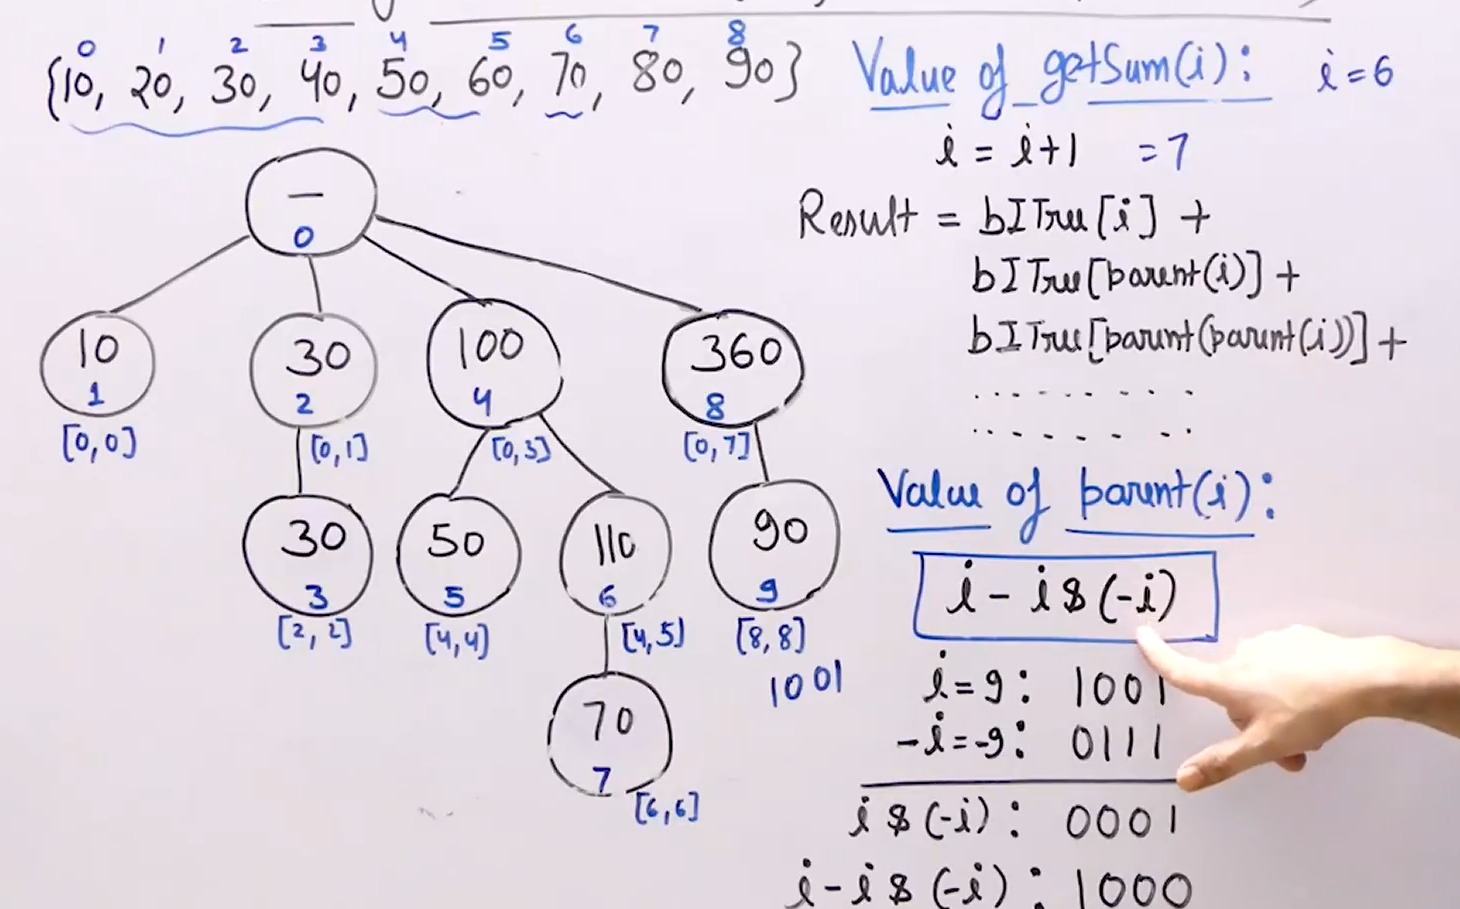 0 1 2 3 4 5 6 7 8
{10, 20, 30, 40, 50, 60, 70, 80, 90}
Value of getSum(i): i=6
i = i+1 =7
Result = bITree[i] +
bITree[parent(i)] +
bITree[parent(parent(i))] +
. . . . . . . .
. . . . . . . .
—
0
10
1
[0,0]
30
2
[0,1]
100
4
[0,3]
360
8
[0,7]
30
3
[2,2]
50
5
[4,4]
110
6
[4,5]
90
9
[8,8]
1001
70
7
[6,6]
Value of parent(i):
i - i & (-i)
i=9: 1001
-i=-9: 0111
i & (-i): 0001
i-i & (-i): 1000